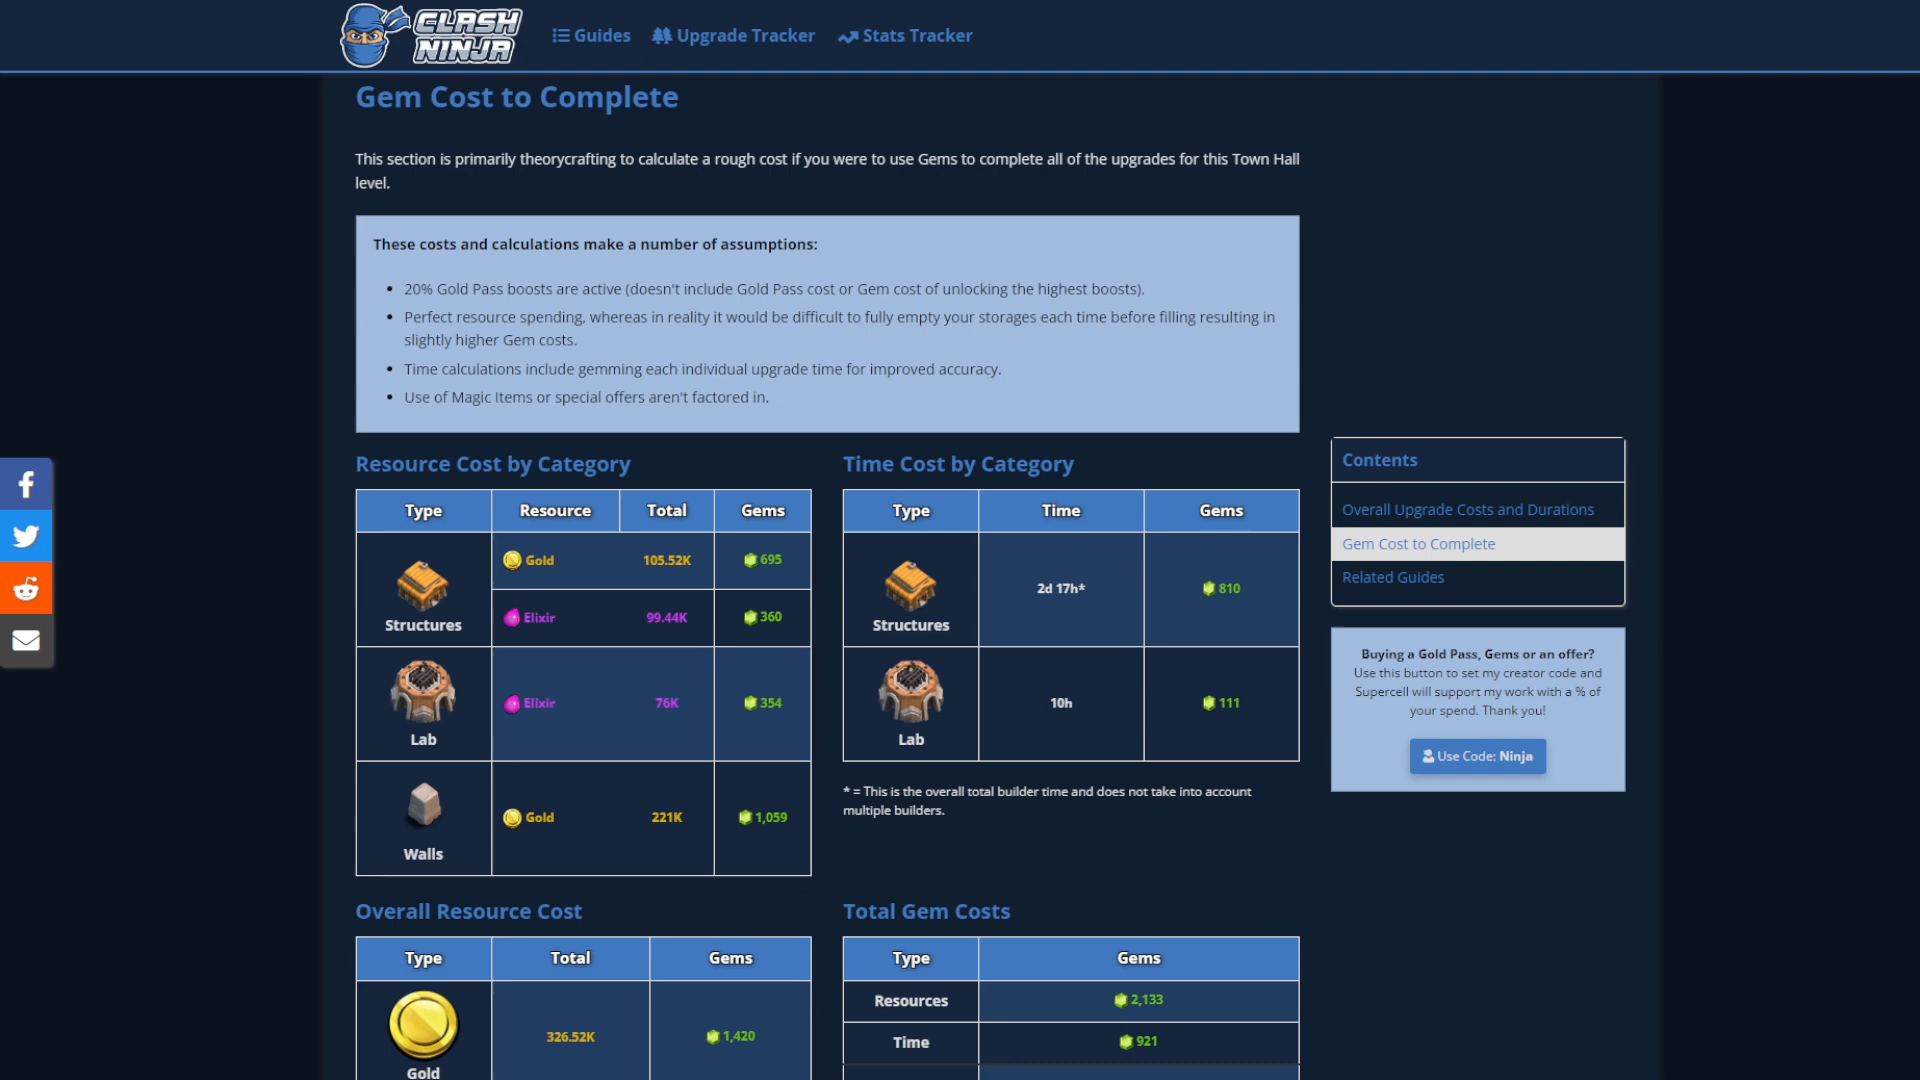 CLASH
NINJA
Guides
Upgrade Tracker
Stats Tracker
Gem Cost to Complete
This section is primarily theorycrafting to calculate a rough cost if you were to use Gems to complete all of the upgrades for this Town Hall
level.
These costs and calculations make a number of assumptions:
• 20% Gold Pass boosts are active (doesn't include Gold Pass cost or Gem cost of unlocking the highest boosts).
• Perfect resource spending, whereas in reality it would be difficult to fully empty your storages each time before filling resulting in
slightly higher Gem costs.
• Time calculations include gemming each individual upgrade time for improved accuracy.
• Use of Magic Items or special offers aren't factored in.
Resource Cost by Category
Type Resource Total Gems
Structures
Gold 105.52K 695
Elixir 99.44K 360
Lab
Elixir 76K 354
Walls
Gold 221K 1,059
Time Cost by Category
Type Time Gems
Structures
2d 17h* 810
Lab
10h 111
* = This is the overall total builder time and does not take into account
multiple builders.
Overall Resource Cost
Type Total Gems
Gold
326.52K 1,420
Total Gem Costs
Type Gems
Resources 2,133
Time 921
Contents
Overall Upgrade Costs and Durations
Gem Cost to Complete
Related Guides
Buying a Gold Pass, Gems or an offer?
Use this button to set my creator code and
Supercell will support my work with a % of
your spend. Thank you!
Use Code: Ninja